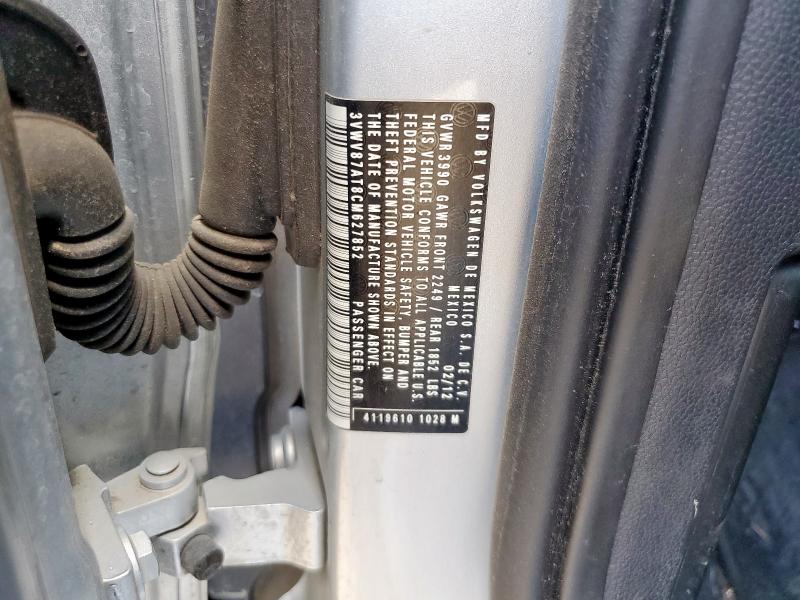 MFD BY VOLKSWAGEN DE MEXICO S.A. DE C.V.
MEXICO 02/12
GVWR 3990 GAWR FRONT 2249 / REAR 1852 LBS
THIS VEHICLE CONFORMS TO ALL APPLICABLE U.S.
FEDERAL MOTOR VEHICLE SAFETY, BUMPER AND
THEFT PREVENTION STANDARDS IN EFFECT ON
THE DATE OF MANUFACTURE SHOWN ABOVE.
3VWV87AT8CM627852 PASSENGER CAR
4119610 1028 M